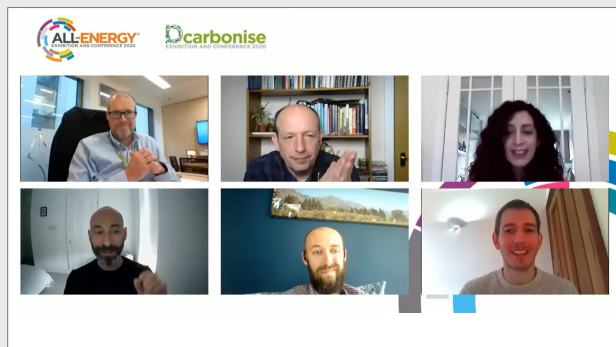 ALL-ENERGY
EXHIBITION AND CONFERENCE 2020
Dcarbonise
EXHIBITION AND CONFERENCE 2020